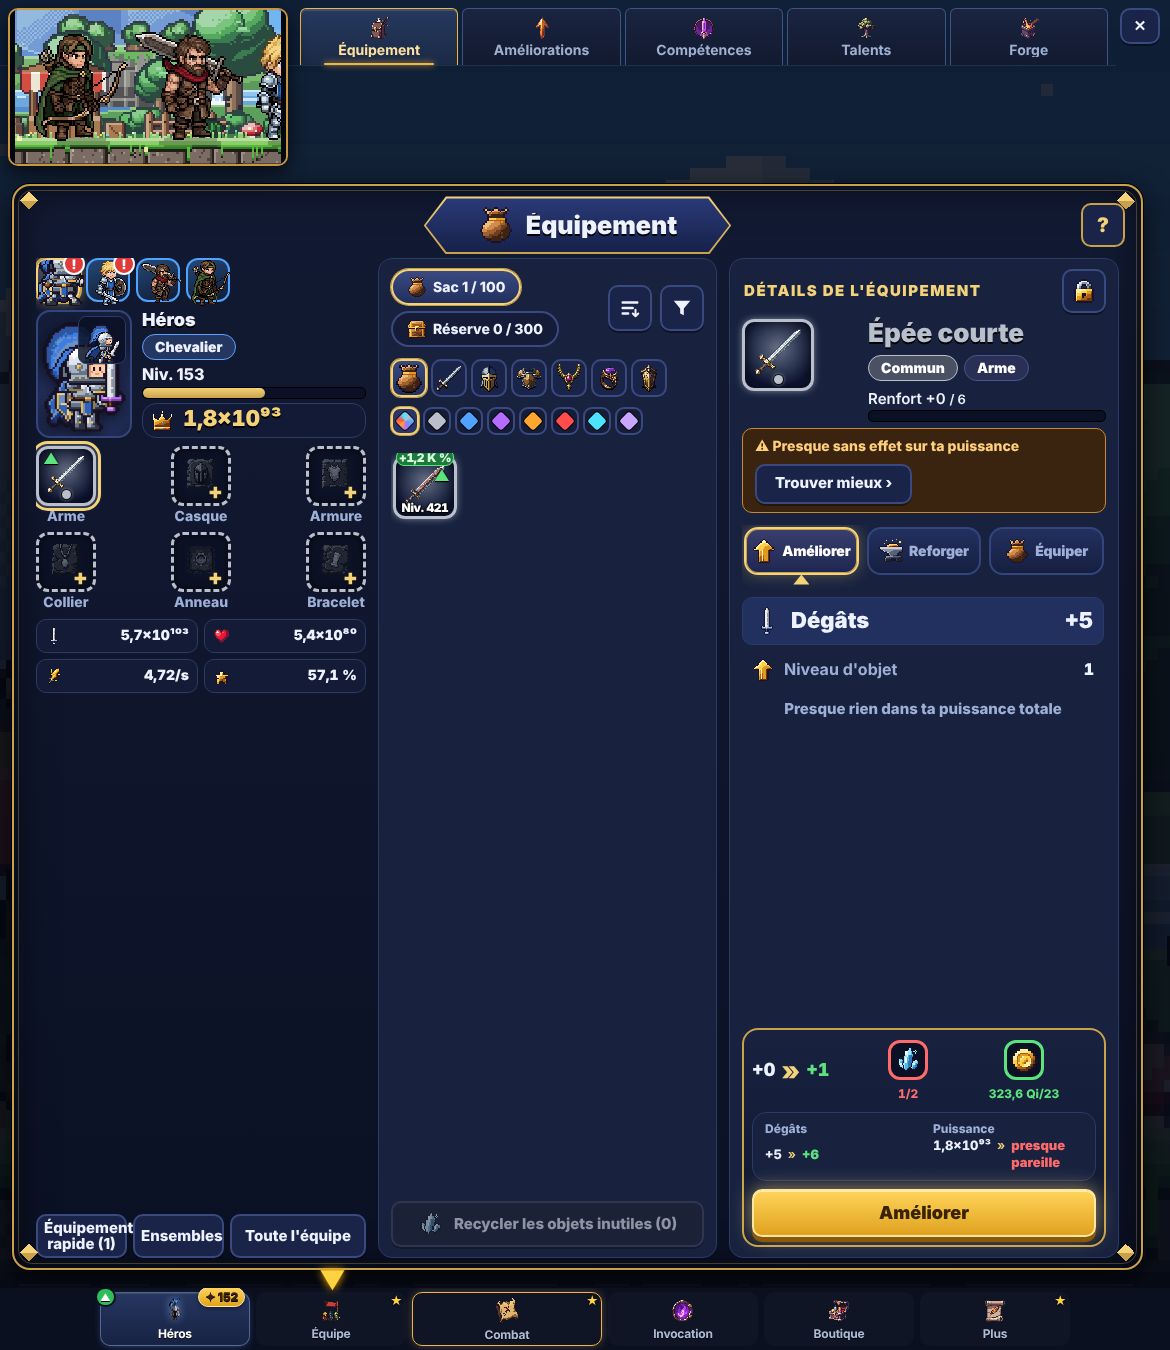 Équipement
Améliorations
Compétences
Talents
Forge
×
Équipement
?
!
!
Héros
Chevalier
Niv. 153
1,8×10⁹³
Arme
Casque
Armure
Collier
Anneau
Bracelet
5,7×10¹⁰³
5,4×10⁸⁰
4,72/s
57,1 %
Équipement
rapide (1)
Ensembles
Toute l'équipe
Sac 1 / 100
Réserve 0 / 300
+1,2 K %
Niv. 421
Recycler les objets inutiles (0)
DÉTAILS DE L'ÉQUIPEMENT
Épée courte
Commun
Arme
Renfort +0 / 6
⚠ Presque sans effet sur ta puissance
Trouver mieux ›
Améliorer
Reforger
Équiper
Dégâts +5
Niveau d'objet 1
Presque rien dans ta puissance totale
+0 » +1
1/2
323,6 Qi/23
Dégâts
+5 » +6
Puissance
1,8×10⁹³ » presque
pareille
Améliorer
152
Héros
Équipe
Combat
Invocation
Boutique
Plus